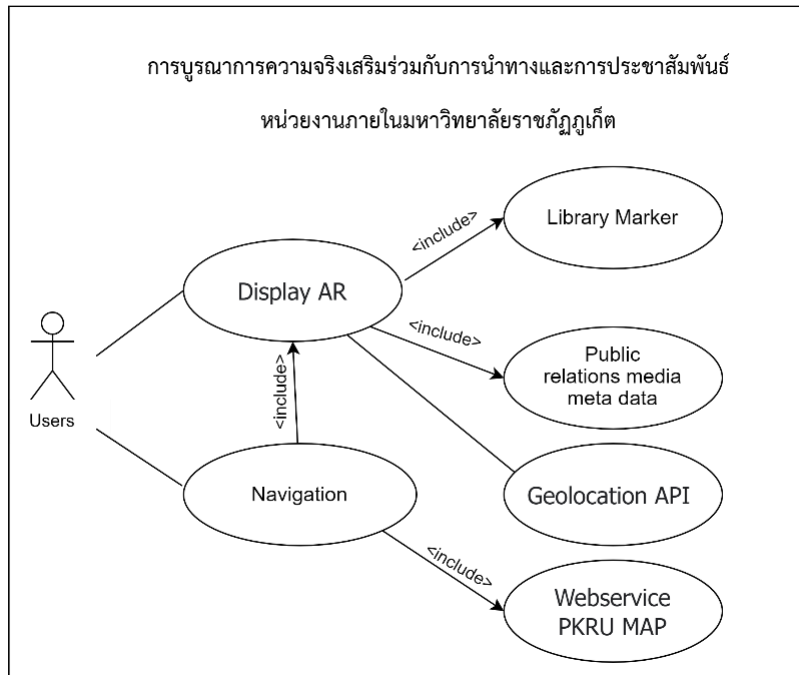 การบูรณาการความจริงเสริมร่วมกับการนำทางและการประชาสัมพันธ์
หน่วยงานภายในมหาวิทยาลัยราชภัฏภูเก็ต
Library Marker
<include>
Display AR
<include>
Public
relations media
meta data
Users
<include>
Navigation
Geolocation API
<include>
Webservice
PKRU MAP